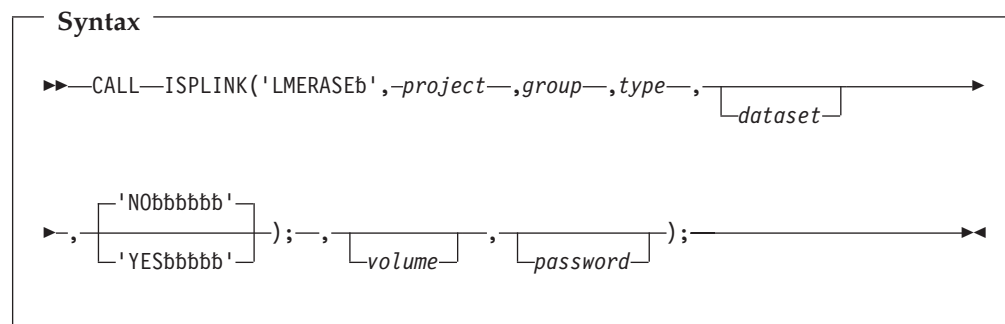 Syntax
CALL ISPLINK('LMERASEƀ', project ,group ,type , dataset
, 'NOƀƀƀƀƀƀ' 'YESƀƀƀƀƀ' ); , volume , password );